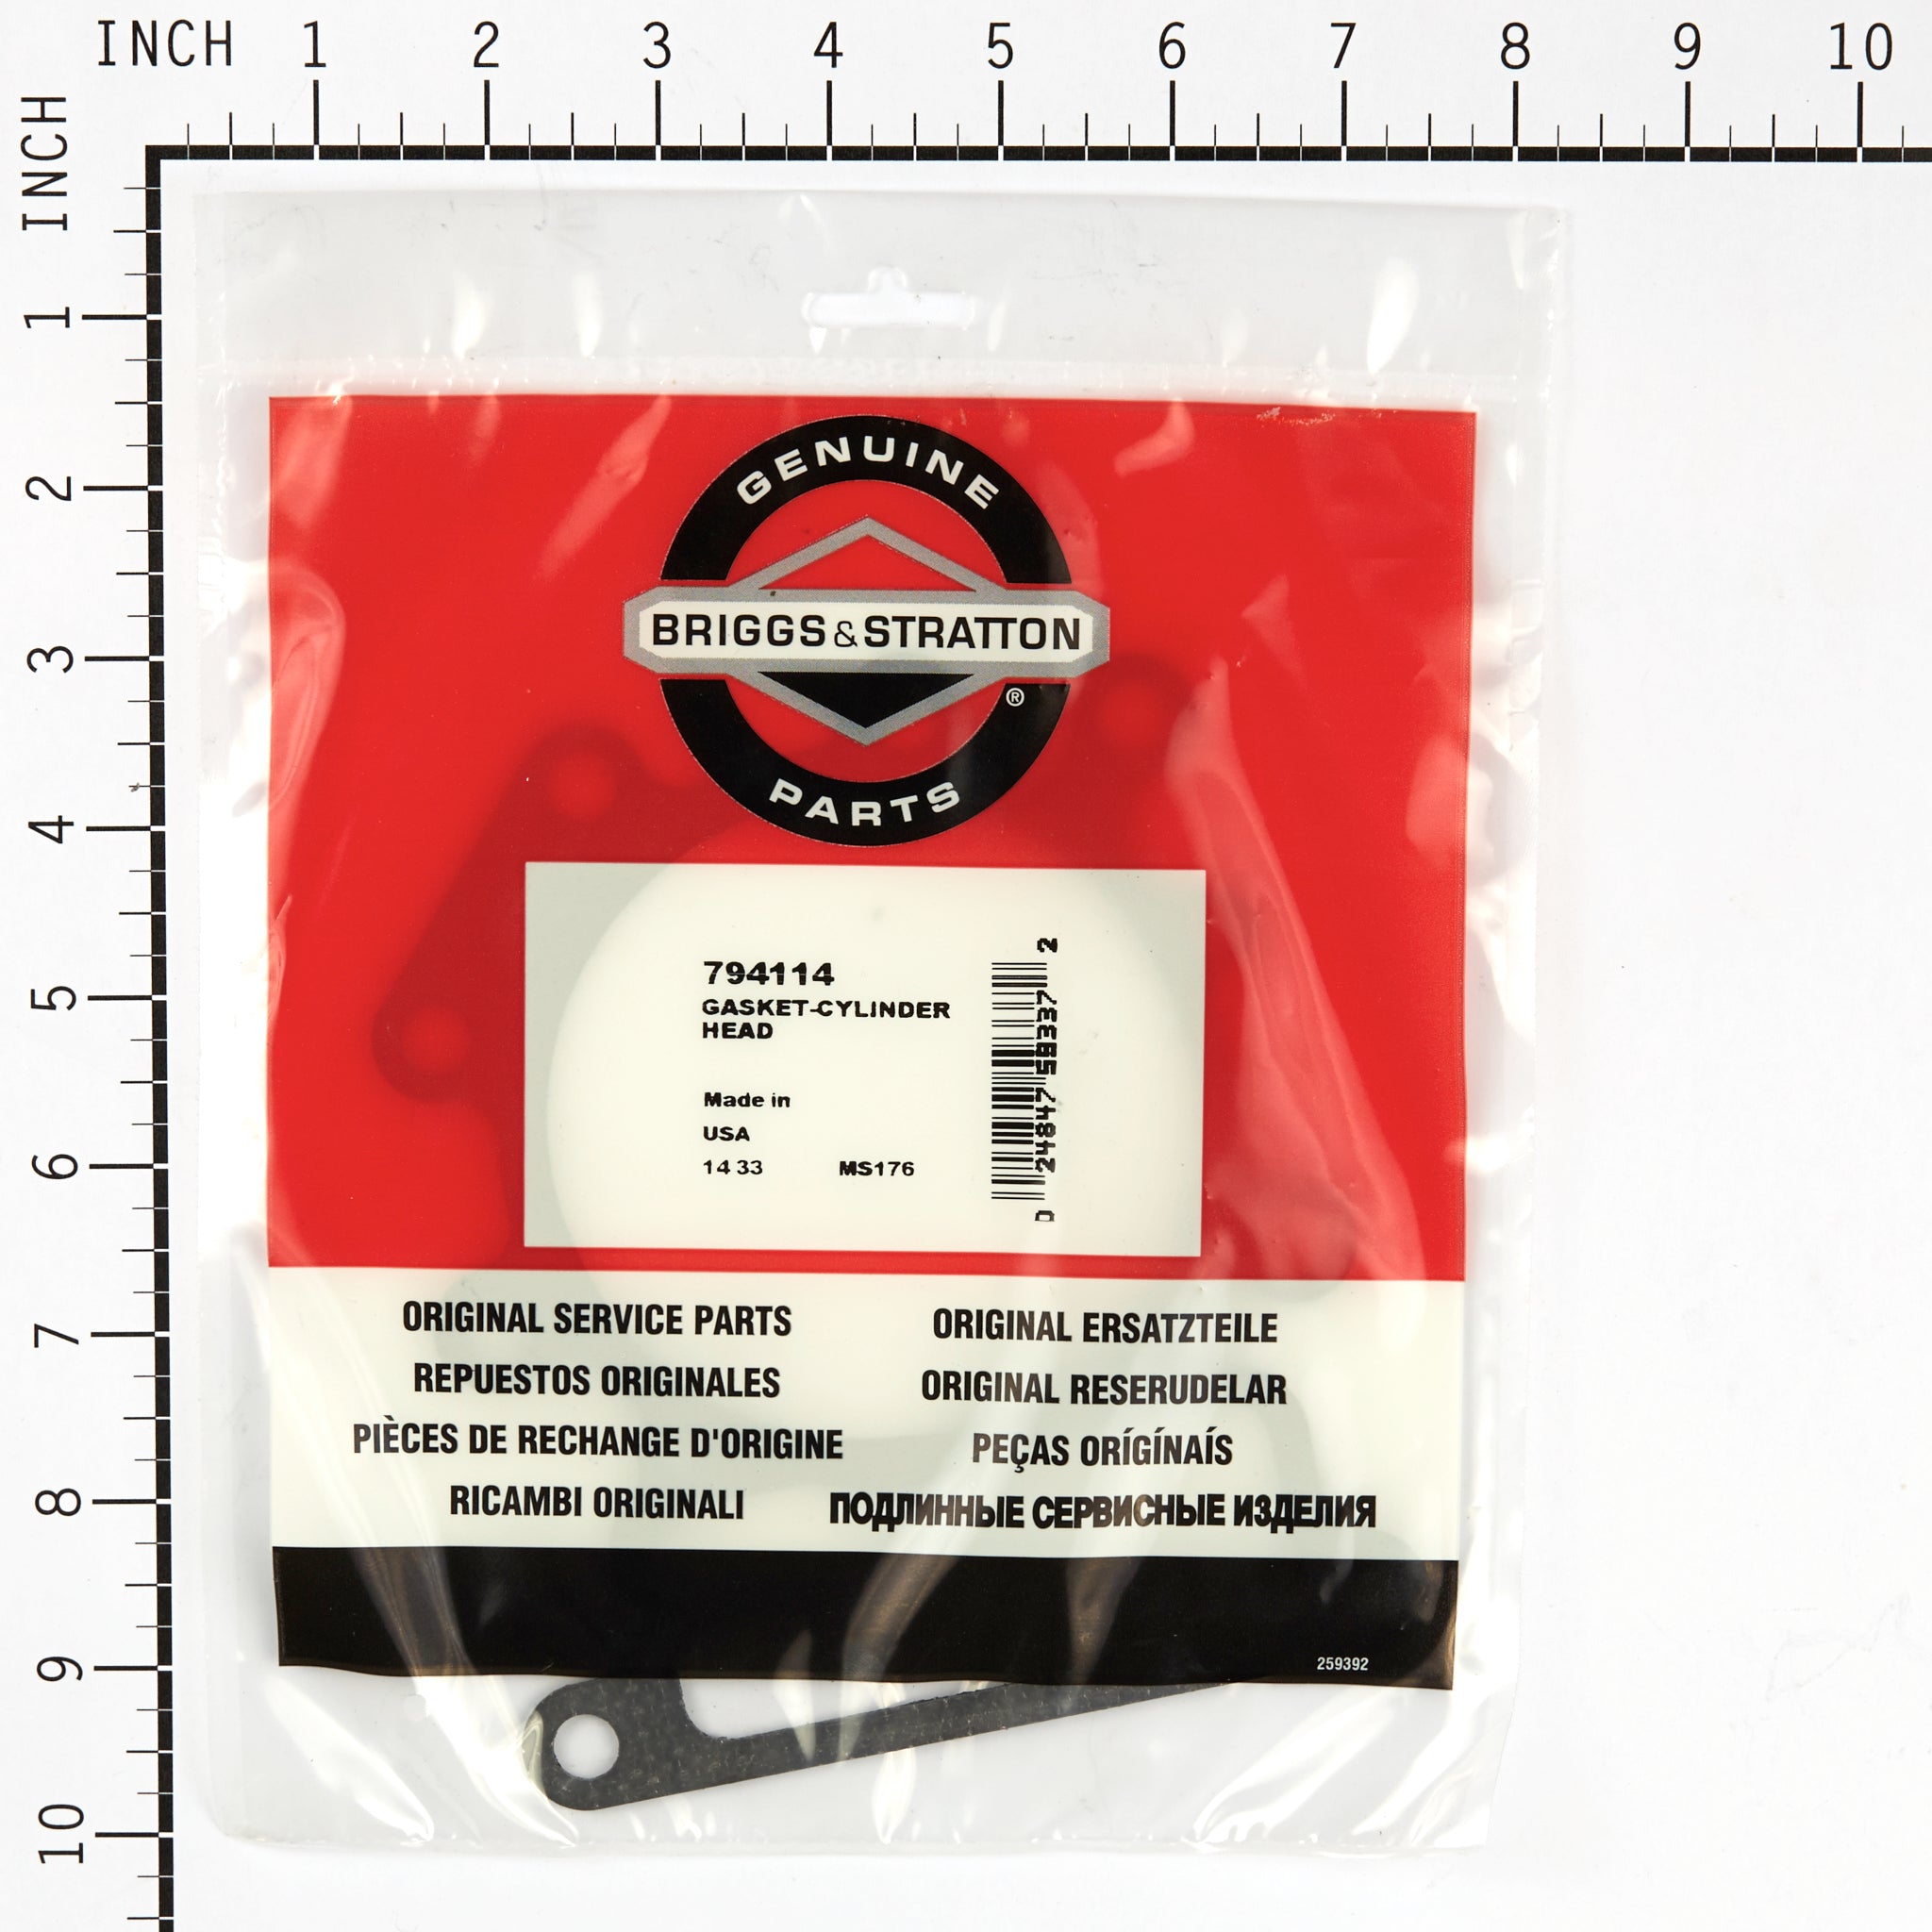 INCH 1 2 3 4 5 6 7 8 9 10
INCH 1 2 3 4 5 6 7 8 9 10
GENUINE
BRIGGS & STRATTON
®
PARTS
794114
GASKET-CYLINDER
HEAD
Made in
USA
14 33 MS176
0 24847 58337 2
ORIGINAL SERVICE PARTS
REPUESTOS ORIGINALES
PIÈCES DE RECHANGE D'ORIGINE
RICAMBI ORIGINALI
ORIGINAL ERSATZTEILE
ORIGINAL RESERUDELAR
PEÇAS ORÍGÍNAÍS
ПОДЛИННЫЕ СЕРВИСНЫЕ ИЗДЕЛИЯ
259392